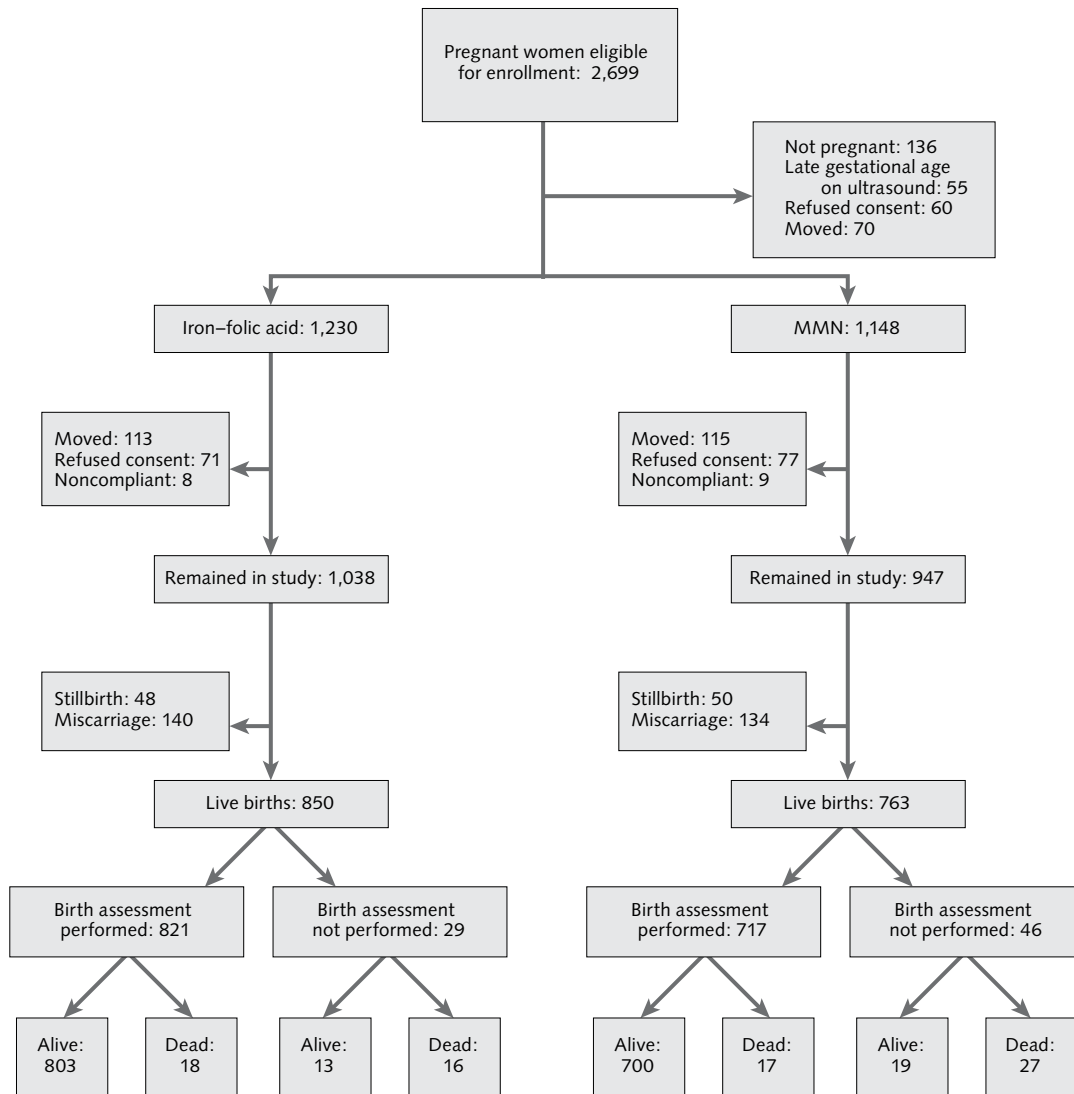 Pregnant women eligible
for enrollment: 2,699
Not pregnant: 136
Late gestational age
on ultrasound: 55
Refused consent: 60
Moved: 70
Iron–folic acid: 1,230
MMN: 1,148
Moved: 113
Refused consent: 71
Noncompliant: 8
Moved: 115
Refused consent: 77
Noncompliant: 9
Remained in study: 1,038
Remained in study: 947
Stillbirth: 48
Miscarriage: 140
Stillbirth: 50
Miscarriage: 134
Live births: 850
Live births: 763
Birth assessment
performed: 821
Birth assessment
not performed: 29
Birth assessment
performed: 717
Birth assessment
not performed: 46
Alive:
803
Dead:
18
Alive:
13
Dead:
16
Alive:
700
Dead:
17
Alive:
19
Dead:
27